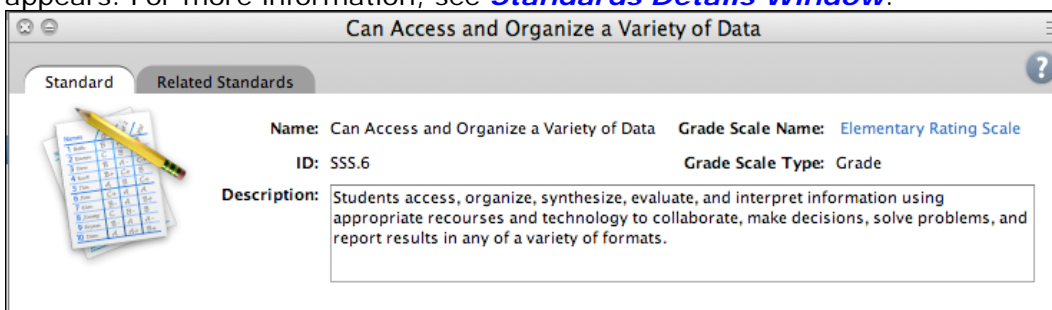 appears. For more information, see Standards Details Window.
Can Access and Organize a Variety of Data
Standard Related Standards
?
Name: Can Access and Organize a Variety of Data Grade Scale Name: Elementary Rating Scale
ID: SSS.6 Grade Scale Type: Grade
Description: Students access, organize, synthesize, evaluate, and interpret information using
appropriate recourses and technology to collaborate, make decisions, solve problems, and
report results in any of a variety of formats.